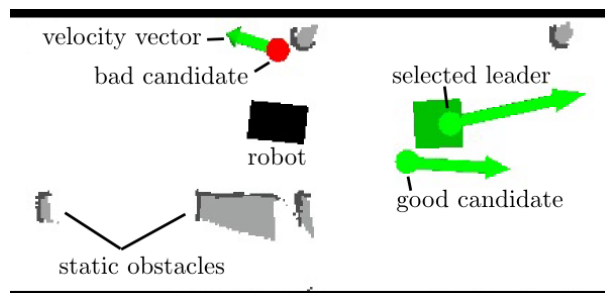 velocity vector
bad candidate
selected leader
robot
good candidate
static obstacles